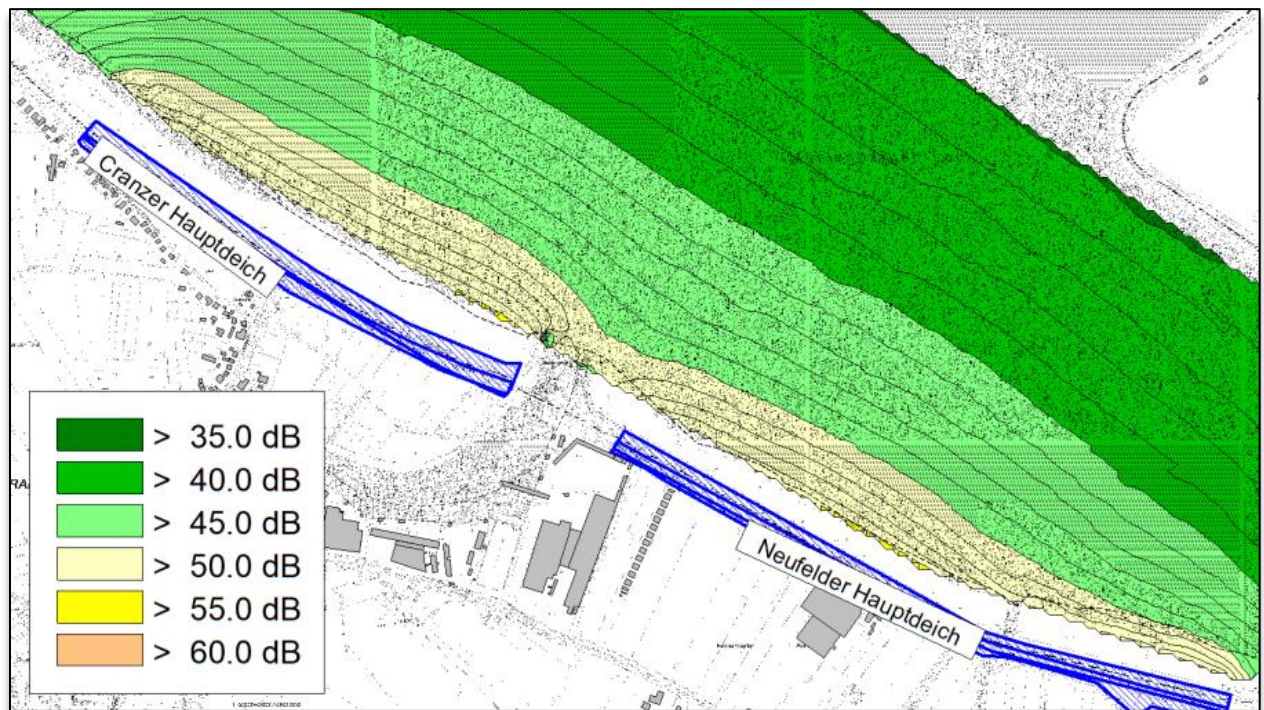 Cranzer Hauptdeich
> 35.0 dB
> 40.0 dB
> 45.0 dB
> 50.0 dB
> 55.0 dB
> 60.0 dB
Neufelder Hauptdeich